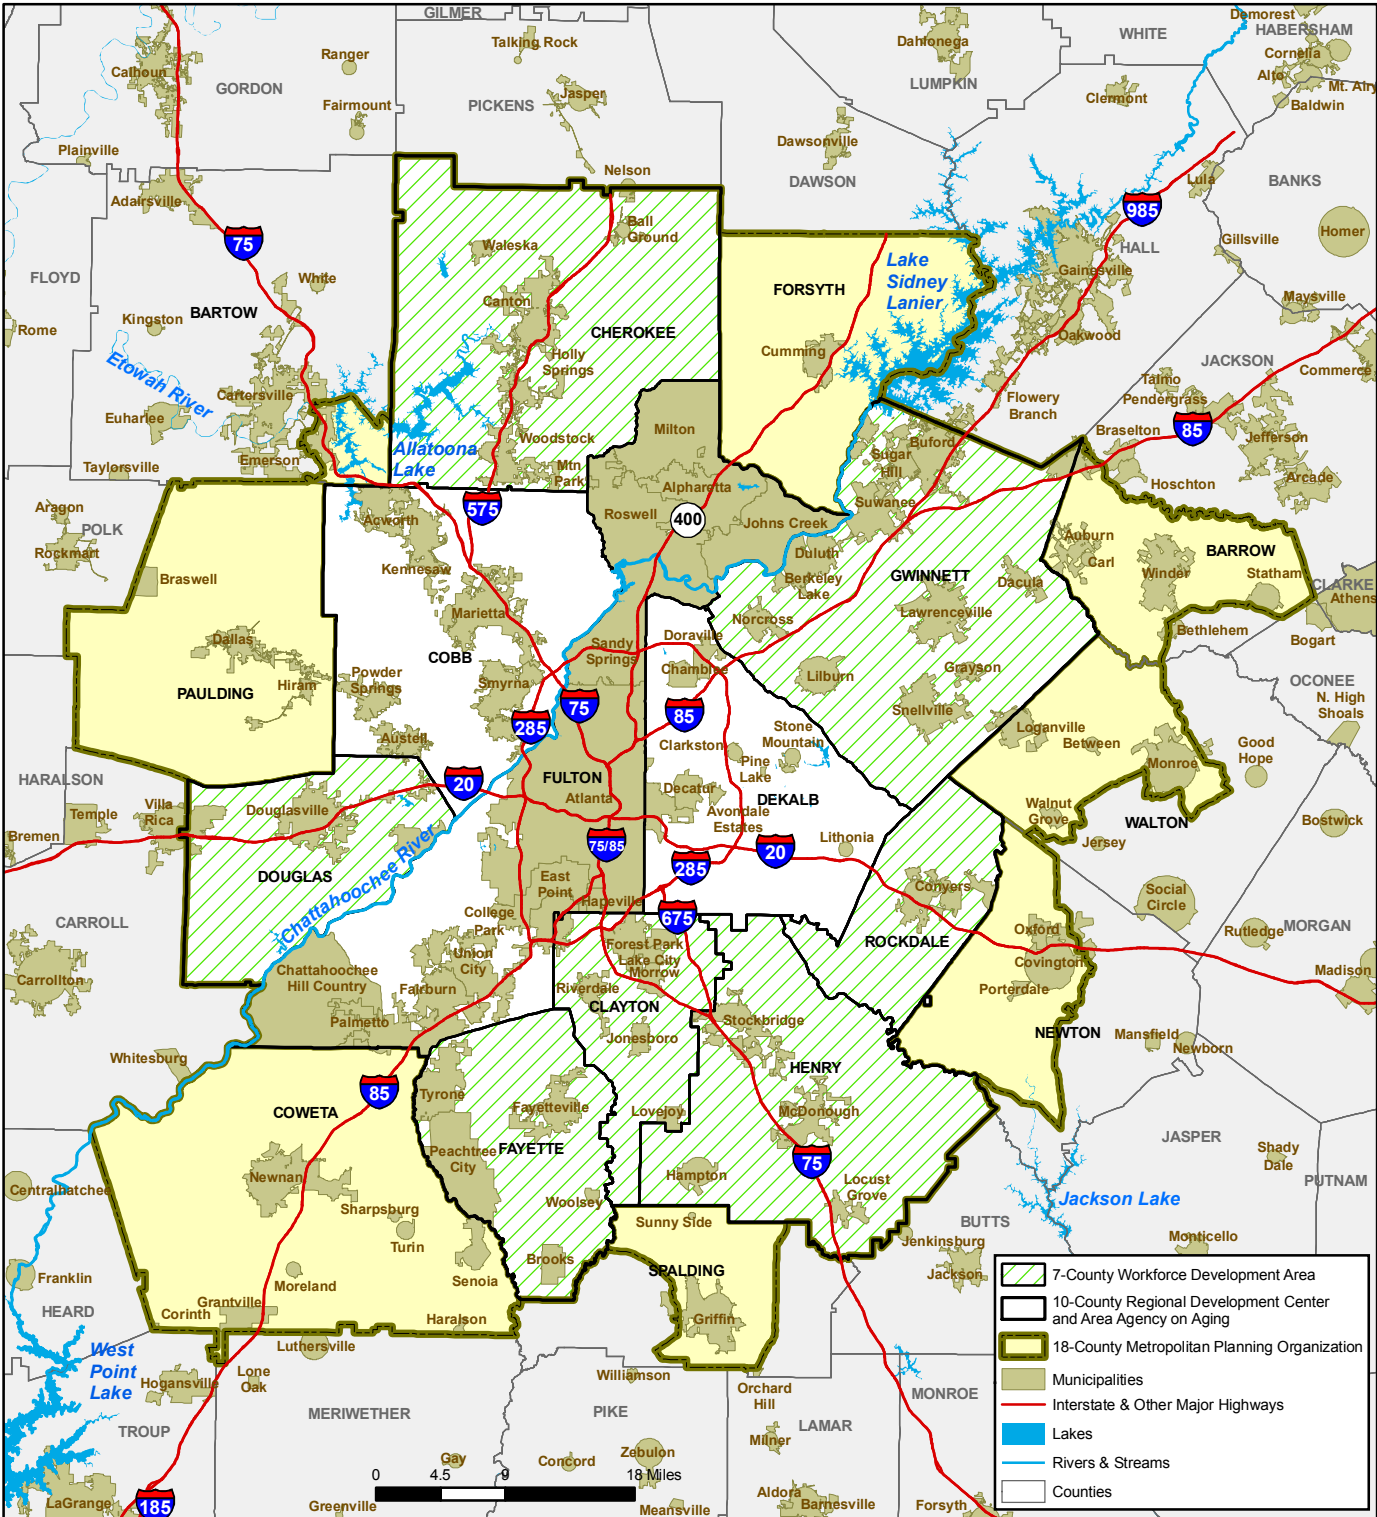 GILMER
Talking Rock
Ranger
Calhoun
GORDON
Fairmount
PICKENS
Jasper
Plainville
Adairsville
Nelson
Dahlonega
LUMPKIN
WHITE
Demorest
HABERSHAM
Cornelia
Alto
Mt. Airy
Baldwin
Clermont
Dawsonville
DAWSON
Lula
BANKS
Homer
985
HALL
Gillsville
Gainesville
Maysville
Oakwood
JACKSON
Commerce
Talmo
Pendergrass
Flowery
Branch
85
Braselton
Jefferson
Arcade
Hoschton
75
FLOYD
White
BARTOW
Kingston
Rome
Etowah River
Cartersville
Euharlee
Emerson
Taylorsville
Allatoona
Lake
Ball
Ground
Waleska
Canton
CHEROKEE
Holly
Springs
Woodstock
Mtn
Park
FORSYTH
Lake
Sidney
Lanier
Cumming
Milton
Alpharetta
Roswell
400
Johns Creek
Buford
Sugar
Hill
Suwanee
Duluth
Berkeley
Lake
GWINNETT
Dacula
Lawrenceville
Norcross
Lilburn
Grayson
Snellville
Auburn
Carl
Winder
BARROW
Statham
CLARKE
Athens
Bethlehem
Bogart
OCONEE
N. High
Shoals
Good
Hope
Loganville
Between
Monroe
Walnut
Grove
WALTON
Jersey
Bostwick
Social
Circle
Rutledge
MORGAN
Madison
Aragon
POLK
Rockmart
Braswell
Dallas
Hiram
PAULDING
575
Acworth
Kennesaw
Marietta
COBB
Powder
Springs
Smyrna
Austell
285
75
Sandy
Springs
Doraville
Chamblee
85
Clarkston
Stone
Mountain
Pine
Lake
Decatur
DEKALB
Avondale
Estates
Lithonia
20
285
FULTON
Atlanta
75/85
East
Point
Hapeville
College
Park
675
HARALSON
Temple
Villa
Rica
Bremen
Douglasville
20
DOUGLAS
Chattahoochee River
CARROLL
Carrollton
Chattahoochee
Hill Country
Union
City
Fairburn
Palmetto
Whitesburg
Forest Park
Lake City
Morrow
Riverdale
CLAYTON
Jonesboro
Lovejoy
Conyers
ROCKDALE
Oxford
Covington
Porterdale
NEWTON
Mansfield
Newborn
Stockbridge
HENRY
McDonough
75
Hampton
Locust
Grove
85
COWETA
Newnan
Sharpsburg
Turin
Moreland
Senoia
Grantville
Corinth
Haralson
Tyrone
Fayetteville
FAYETTE
Peachtree
City
Woolsey
Brooks
Sunny Side
SPALDING
Griffin
JASPER
Shady
Dale
PUTNAM
Jackson Lake
BUTTS
Monticello
Jenkinsburg
Jackson
Centralhatchee
Franklin
HEARD
West
Point
Lake
Luthersville
Lone
Oak
Hogansville
TROUP
MERIWETHER
LaGrange
185
Greenville
Gay
PIKE
Williamson
Concord
Zebulon
Meansville
Orchard
Hill
LAMAR
Milner
Aldora
Barnesville
MONROE
Forsyth
0 4.5 9 18 Miles
7-County Workforce Development Area
10-County Regional Development Center
and Area Agency on Aging
18-County Metropolitan Planning Organization
Municipalities
Interstate & Other Major Highways
Lakes
Rivers & Streams
Counties